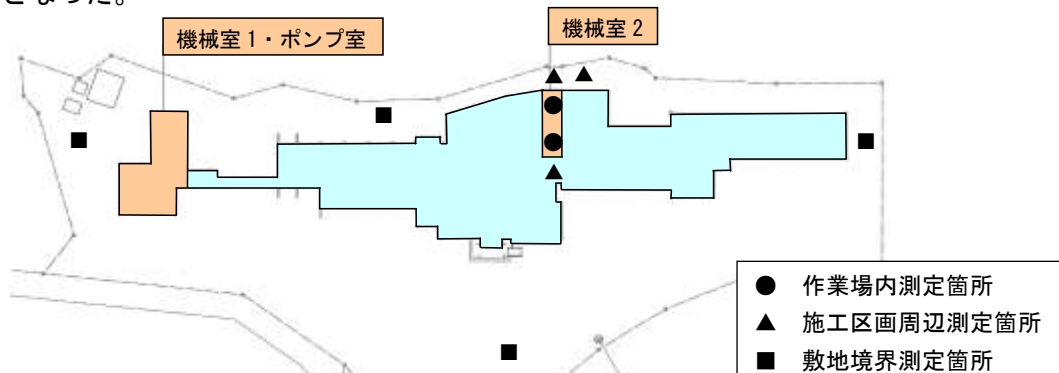 となった。
機械室1・ポンプ室
機械室2
● 作業場内測定箇所
▲ 施工区画周辺測定箇所
■ 敷地境界測定箇所